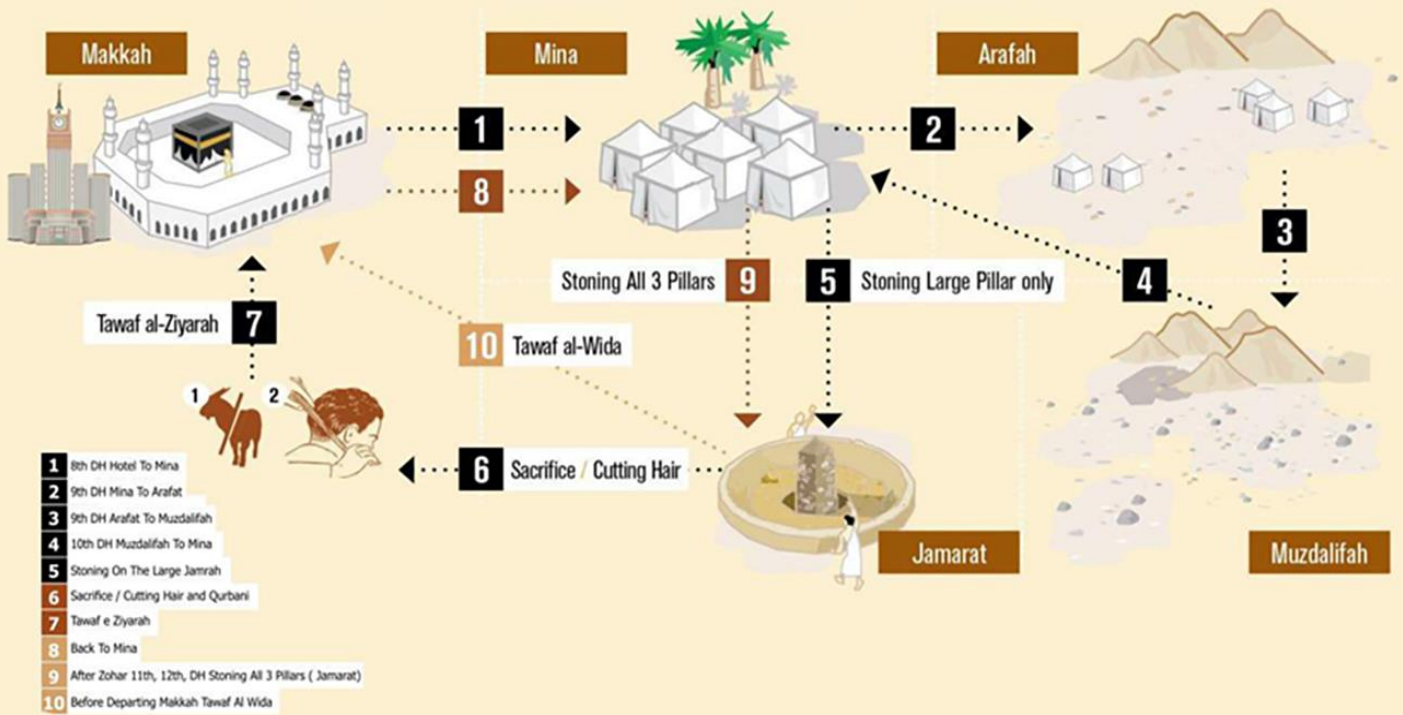 Makkah
Mina
Arafah
1
2
8
3
Stoning All 3 Pillars 9
5 Stoning Large Pillar only
4
Tawaf al-Ziyarah 7
10 Tawaf al-Wida
1
2
6 Sacrifice / Cutting Hair
Jamarat
Muzdalifah
1 8th DH Hotel To Mina
2 9th DH Mina To Arafat
3 9th DH Arafat To Muzdalifah
4 10th DH Muzdalifah To Mina
5 Stoning On The Large Jamrah
6 Sacrifice / Cutting Hair and Qurbani
7 Tawaf e Ziyarah
8 Back To Mina
9 After Zohar 11th, 12th, DH Stoning All 3 Pillars ( Jamarat)
10 Before Departing Makkah Tawaf Al Wida